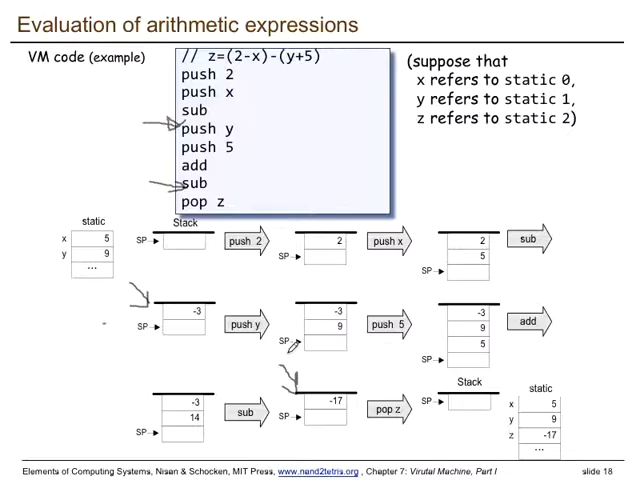 Evaluation of arithmetic expressions
VM code (example)
// z=(2-x)-(y+5)
push 2
push x
sub
push y
push 5
add
sub
pop z
(suppose that
x refers to static 0,
y refers to static 1,
z refers to static 2)
static
x 5
y 9
...
Stack
SP
push 2
2
SP
push x
2
5
SP
sub
-3
SP
push y
-3
9
SP
push 5
-3
9
5
SP
add
-3
14
SP
sub
-17
SP
pop z
Stack
SP
static
x 5
y 9
z -17
...
Elements of Computing Systems, Nisan & Schocken, MIT Press, www.nand2tetris.org , Chapter 7: Virutal Machine, Part I
slide 18